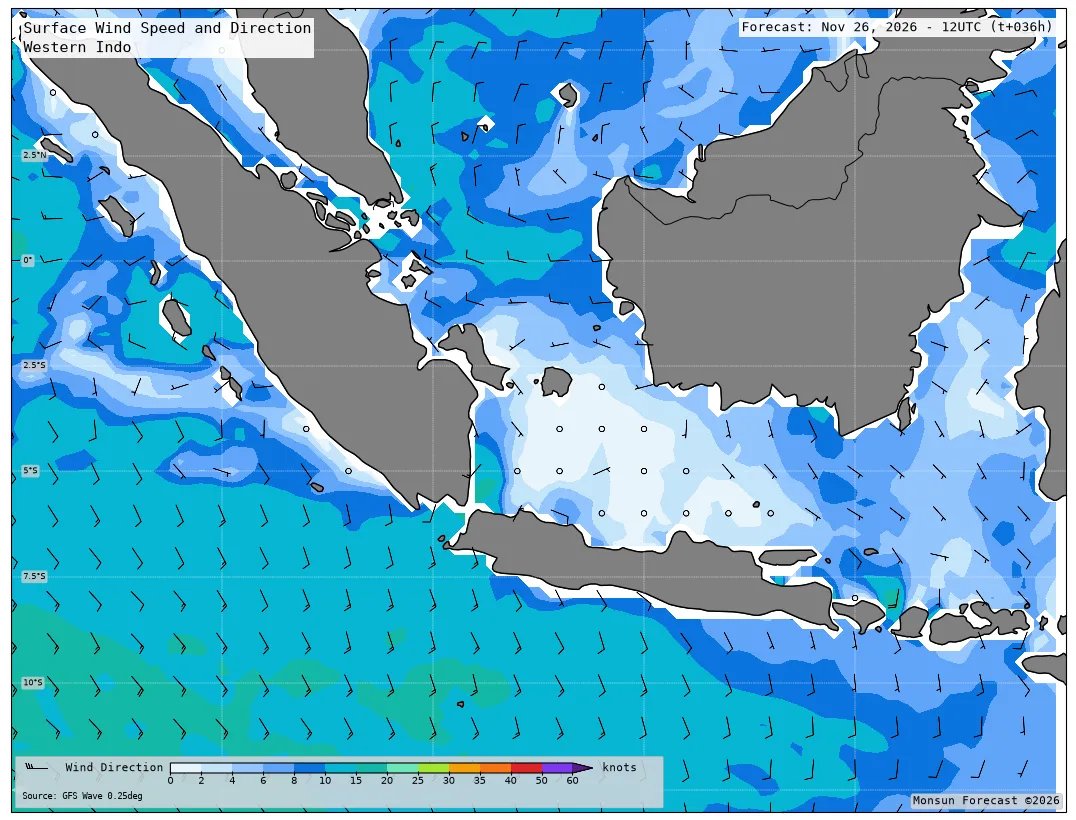 Surface Wind Speed and Direction
Western Indo
Forecast: Nov 26, 2026 - 12UTC (t+036h)
2.5°N
0°
2.5°S
5°S
7.5°S
10°S
Wind Direction
knots
0 2 4 6 8 10 15 20 25 30 35 40 50 60
Source: GFS Wave 0.25deg
Monsun Forecast ©2026